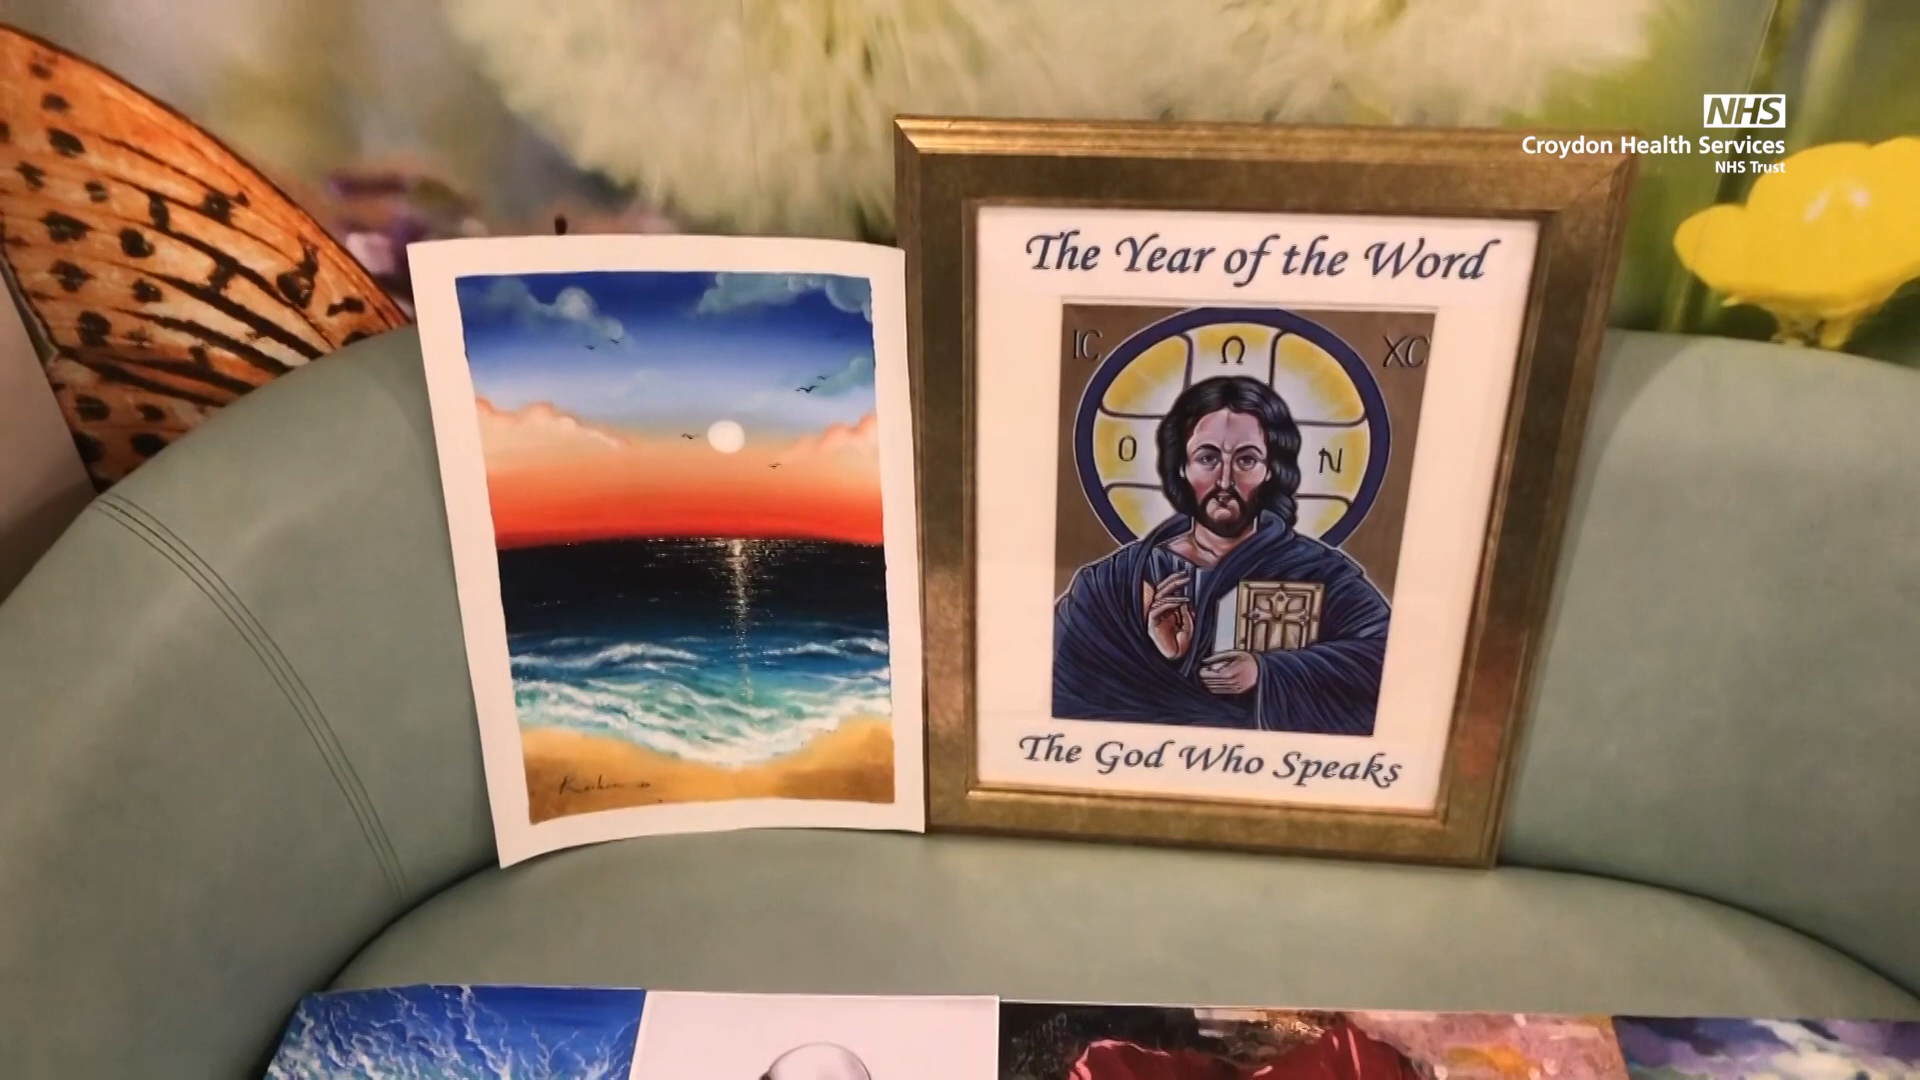 NHS
Croydon Health Services
NHS Trust
The Year of the Word
IC Ω XC
O N
The God Who Speaks